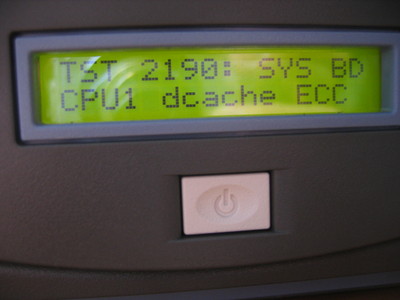 TST 2190: SYS BD
CPU1 dcache ECC